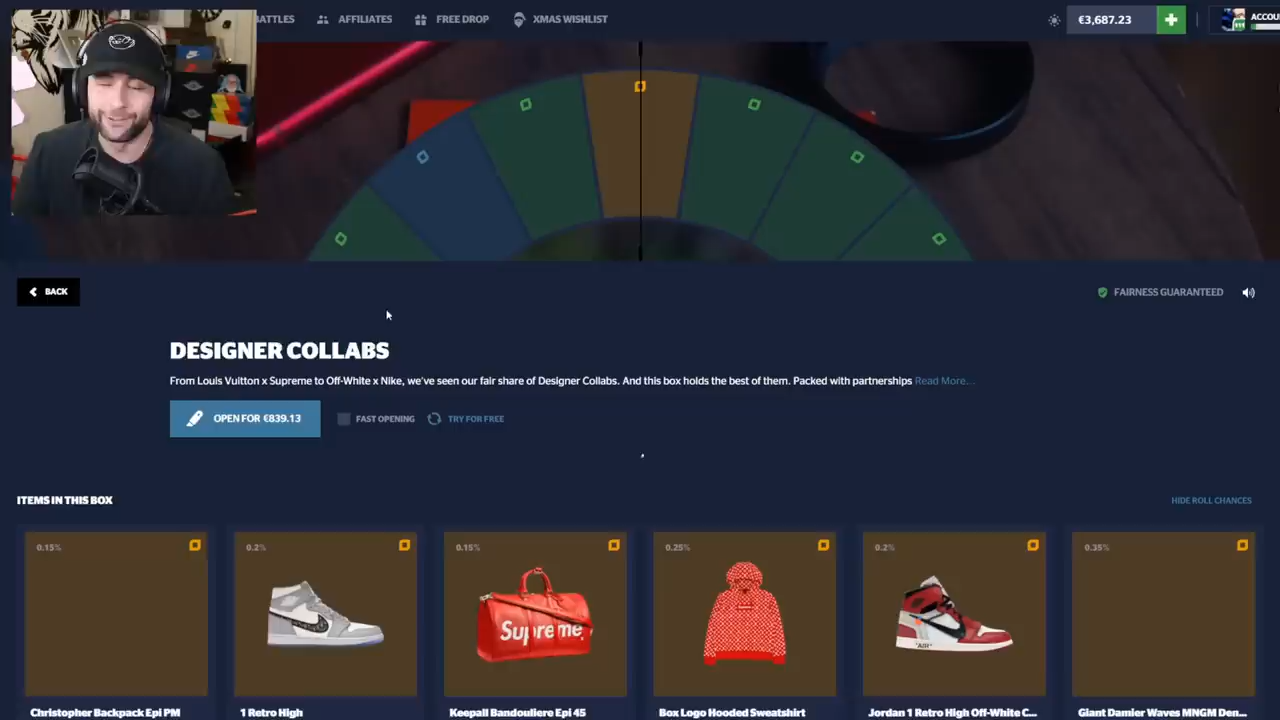 BATTLES AFFILIATES FREE DROP XMAS WISHLIST €3,687.23 ACCOU
BACK FAIRNESS GUARANTEED
DESIGNER COLLABS
From Louis Vuitton x Supreme to Off-White x Nike, we've seen our fair share of Designer Collabs. And this box holds the best of them. Packed with partnerships Read More...
OPEN FOR €839.13 FAST OPENING TRY FOR FREE
ITEMS IN THIS BOX HIDE ROLL CHANCES
0.15% 0.2% 0.15% 0.25% 0.2% 0.35%
Supreme
"AIR"
Christopher Backpack Epi PM 1 Retro High Keepall Bandouliero Epi 45 Box Logo Hooded Sweatshirt Jordan 1 Retro High Off-White C... Giant Damier Waves MNGM Den...